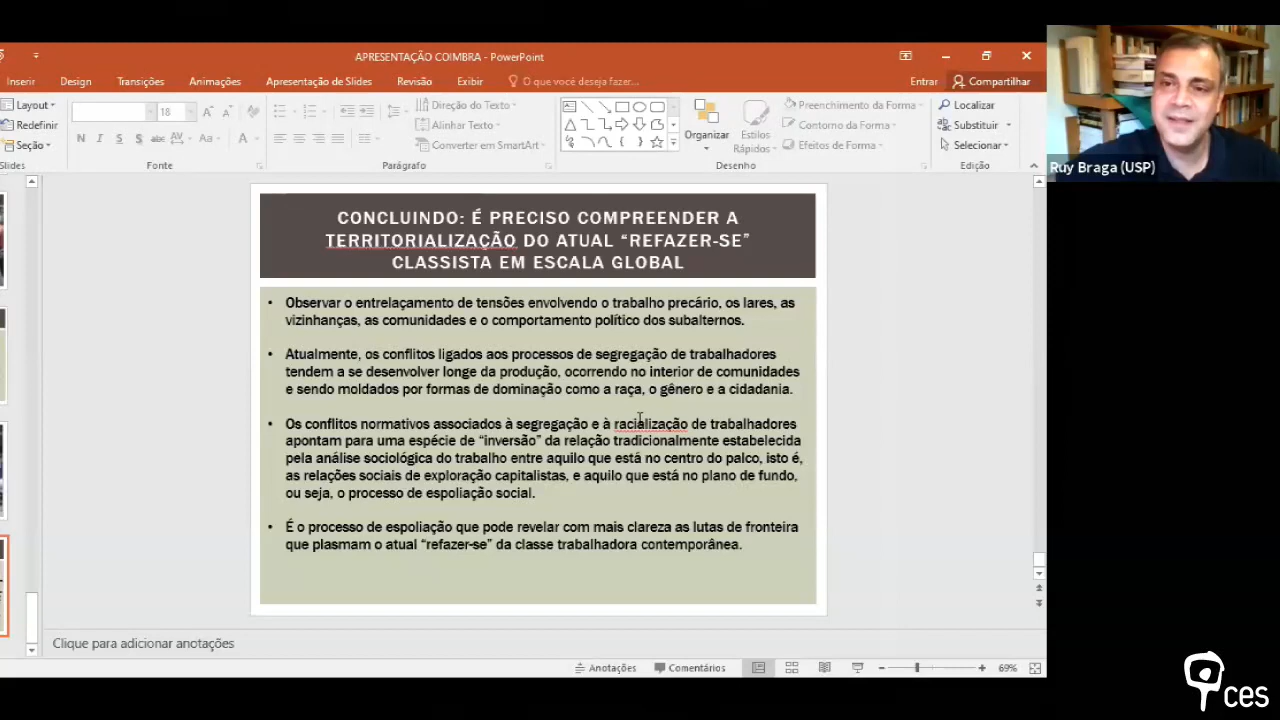 APRESENTAÇÃO COIMBRA - PowerPoint
Inserir Design Transições Animações Apresentação de Slides Revisão Exibir O que você deseja fazer... Entrar Compartilhar
Layout 18 Direção do Texto Preenchimento da Forma Localizar
Redefinir N I S S abc AV Aa A Alinhar Texto Organizar Estilos Rápidos Contorno da Forma Substituir
Seção Converter em SmartArt Efeitos de Forma Selecionar
Slides Fonte Parágrafo Desenho Edição
Ruy Braga (USP)
CONCLUINDO: É PRECISO COMPREENDER A
TERRITORIALIZAÇÃO DO ATUAL “REFAZER-SE”
CLASSISTA EM ESCALA GLOBAL
• Observar o entrelaçamento de tensões envolvendo o trabalho precário, os lares, as
vizinhanças, as comunidades e o comportamento político dos subalternos.
• Atualmente, os conflitos ligados aos processos de segregação de trabalhadores
tendem a se desenvolver longe da produção, ocorrendo no interior de comunidades
e sendo moldados por formas de dominação como a raça, o gênero e a cidadania.
• Os conflitos normativos associados à segregação e à racialização de trabalhadores
apontam para uma espécie de “inversão” da relação tradicionalmente estabelecida
pela análise sociológica do trabalho entre aquilo que está no centro do palco, isto é,
as relações sociais de exploração capitalistas, e aquilo que está no plano de fundo,
ou seja, o processo de espoliação social.
• É o processo de espoliação que pode revelar com mais clareza as lutas de fronteira
que plasmam o atual “refazer-se” da classe trabalhadora contemporânea.
Clique para adicionar anotações
Anotações Comentários 69%
ces